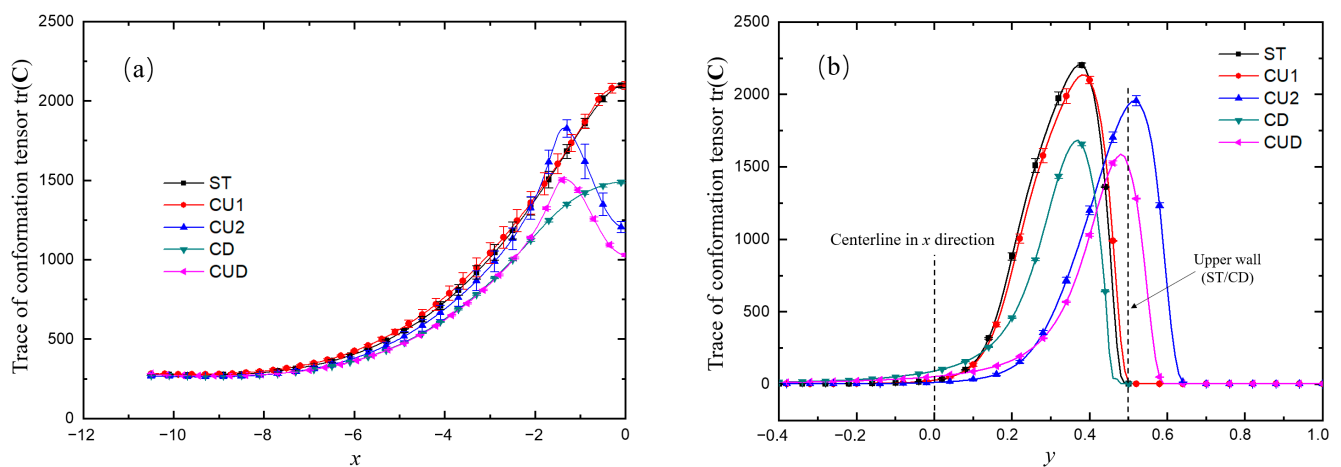 (a)
Trace of conformation tensor tr(C)
2500
2000
1500
1000
500
0
ST
CU1
CU2
CD
CUD
−12
−10
−8
−6
−4
−2
0
x
(b)
Trace of conformation tensor tr(C)
2500
2000
1500
1000
500
0
ST
CU1
CU2
CD
CUD
Centerline in x direction
Upper wall
(ST/CD)
−0.4
−0.2
0.0
0.2
0.4
0.6
0.8
1.0
y